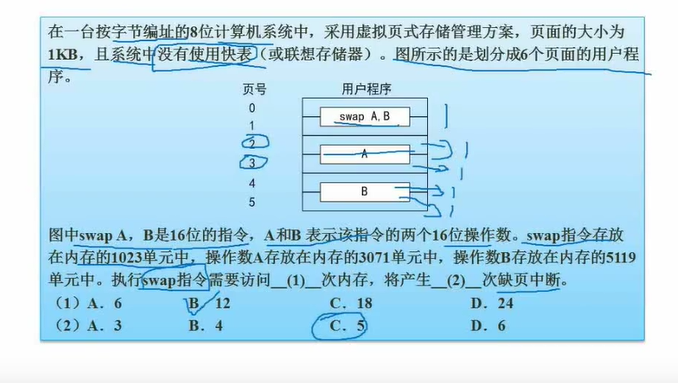 在一台按字节编址的8位计算机系统中，采用虚拟页式存储管理方案，页面的大小为
1KB，且系统中没有使用快表（或联想存储器）。图所示的是划分成6个页面的用户程
序。
页号 用户程序
0
swap A,B
1
2
A
3
4
B
5
图中swap A，B是16位的指令，A和B 表示该指令的两个16位操作数。swap指令存放
在内存的1023单元中，操作数A存放在内存的3071单元中，操作数B存放在内存的5119
单元中。执行swap指令需要访问__(1)__次内存，将产生__(2)__次缺页中断。
（1）A．6 B．12 C．18 D．24
（2）A．3 B．4 C．5 D．6